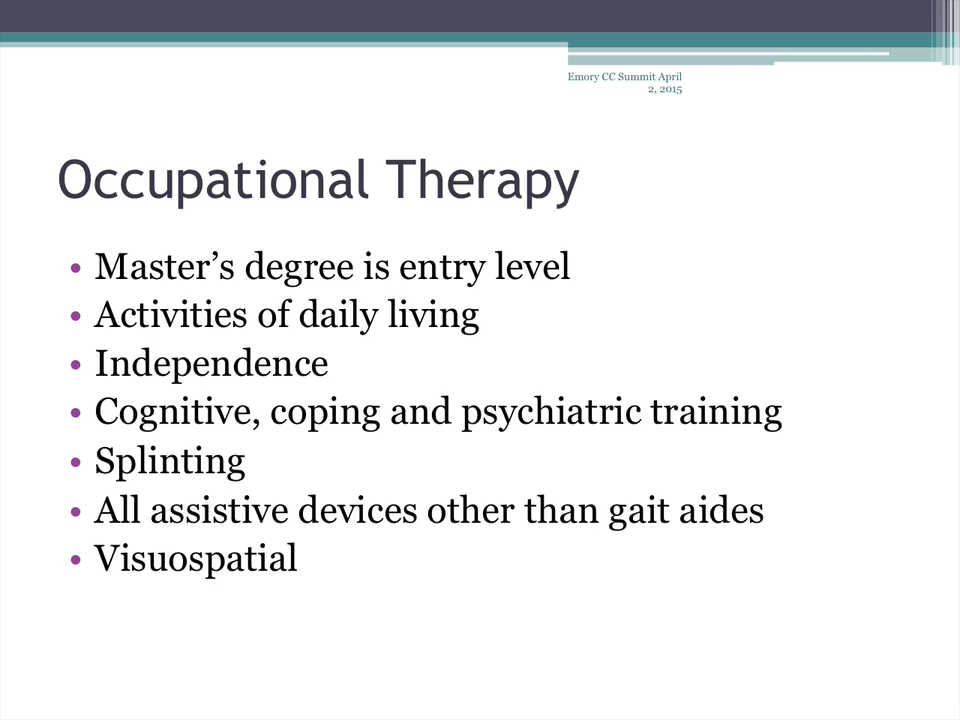 Emory CC Summit April
2, 2015
Occupational Therapy
• Master’s degree is entry level
• Activities of daily living
• Independence
• Cognitive, coping and psychiatric training
• Splinting
• All assistive devices other than gait aides
• Visuospatial